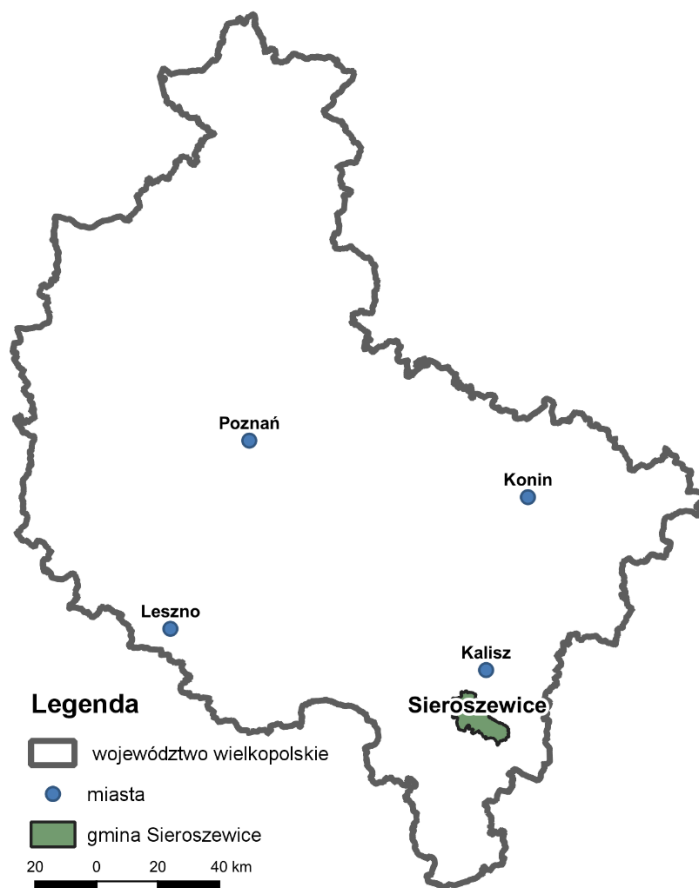 Poznań
Konin
Leszno
Kalisz
Sieroszewice
Legenda
województwo wielkopolskie
miasta
gmina Sieroszewice
20 0 20 40 km